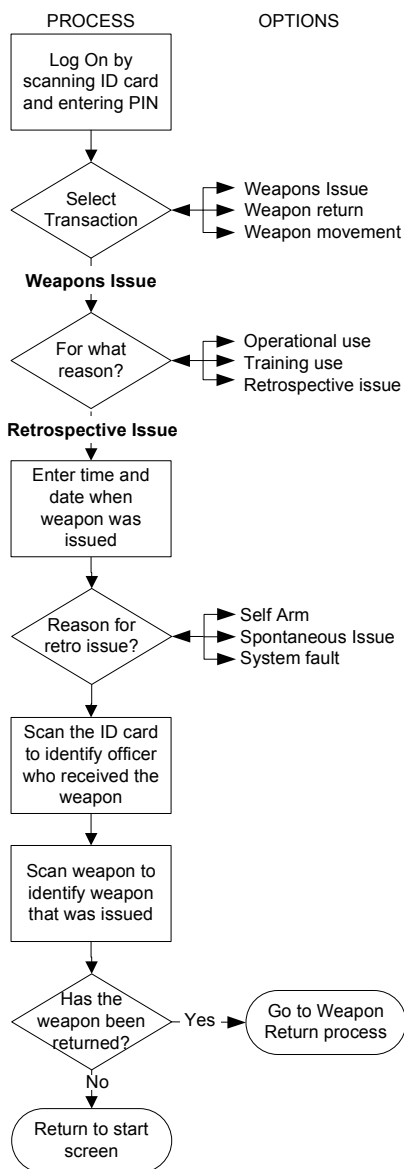 PROCESS
OPTIONS
Log On by
scanning ID card
and entering PIN
Select
Transaction
Weapons Issue
Weapon return
Weapon movement
Weapons Issue
For what
reason?
Operational use
Training use
Retrospective issue
Retrospective Issue
Enter time and
date when
weapon was
issued
Reason for
retro issue?
Self Arm
Spontaneous Issue
System fault
Scan the ID card
to identify officer
who received the
weapon
Scan weapon to
identify weapon
that was issued
Has the
weapon been
returned?
Yes
Go to Weapon
Return process
No
Return to start
screen